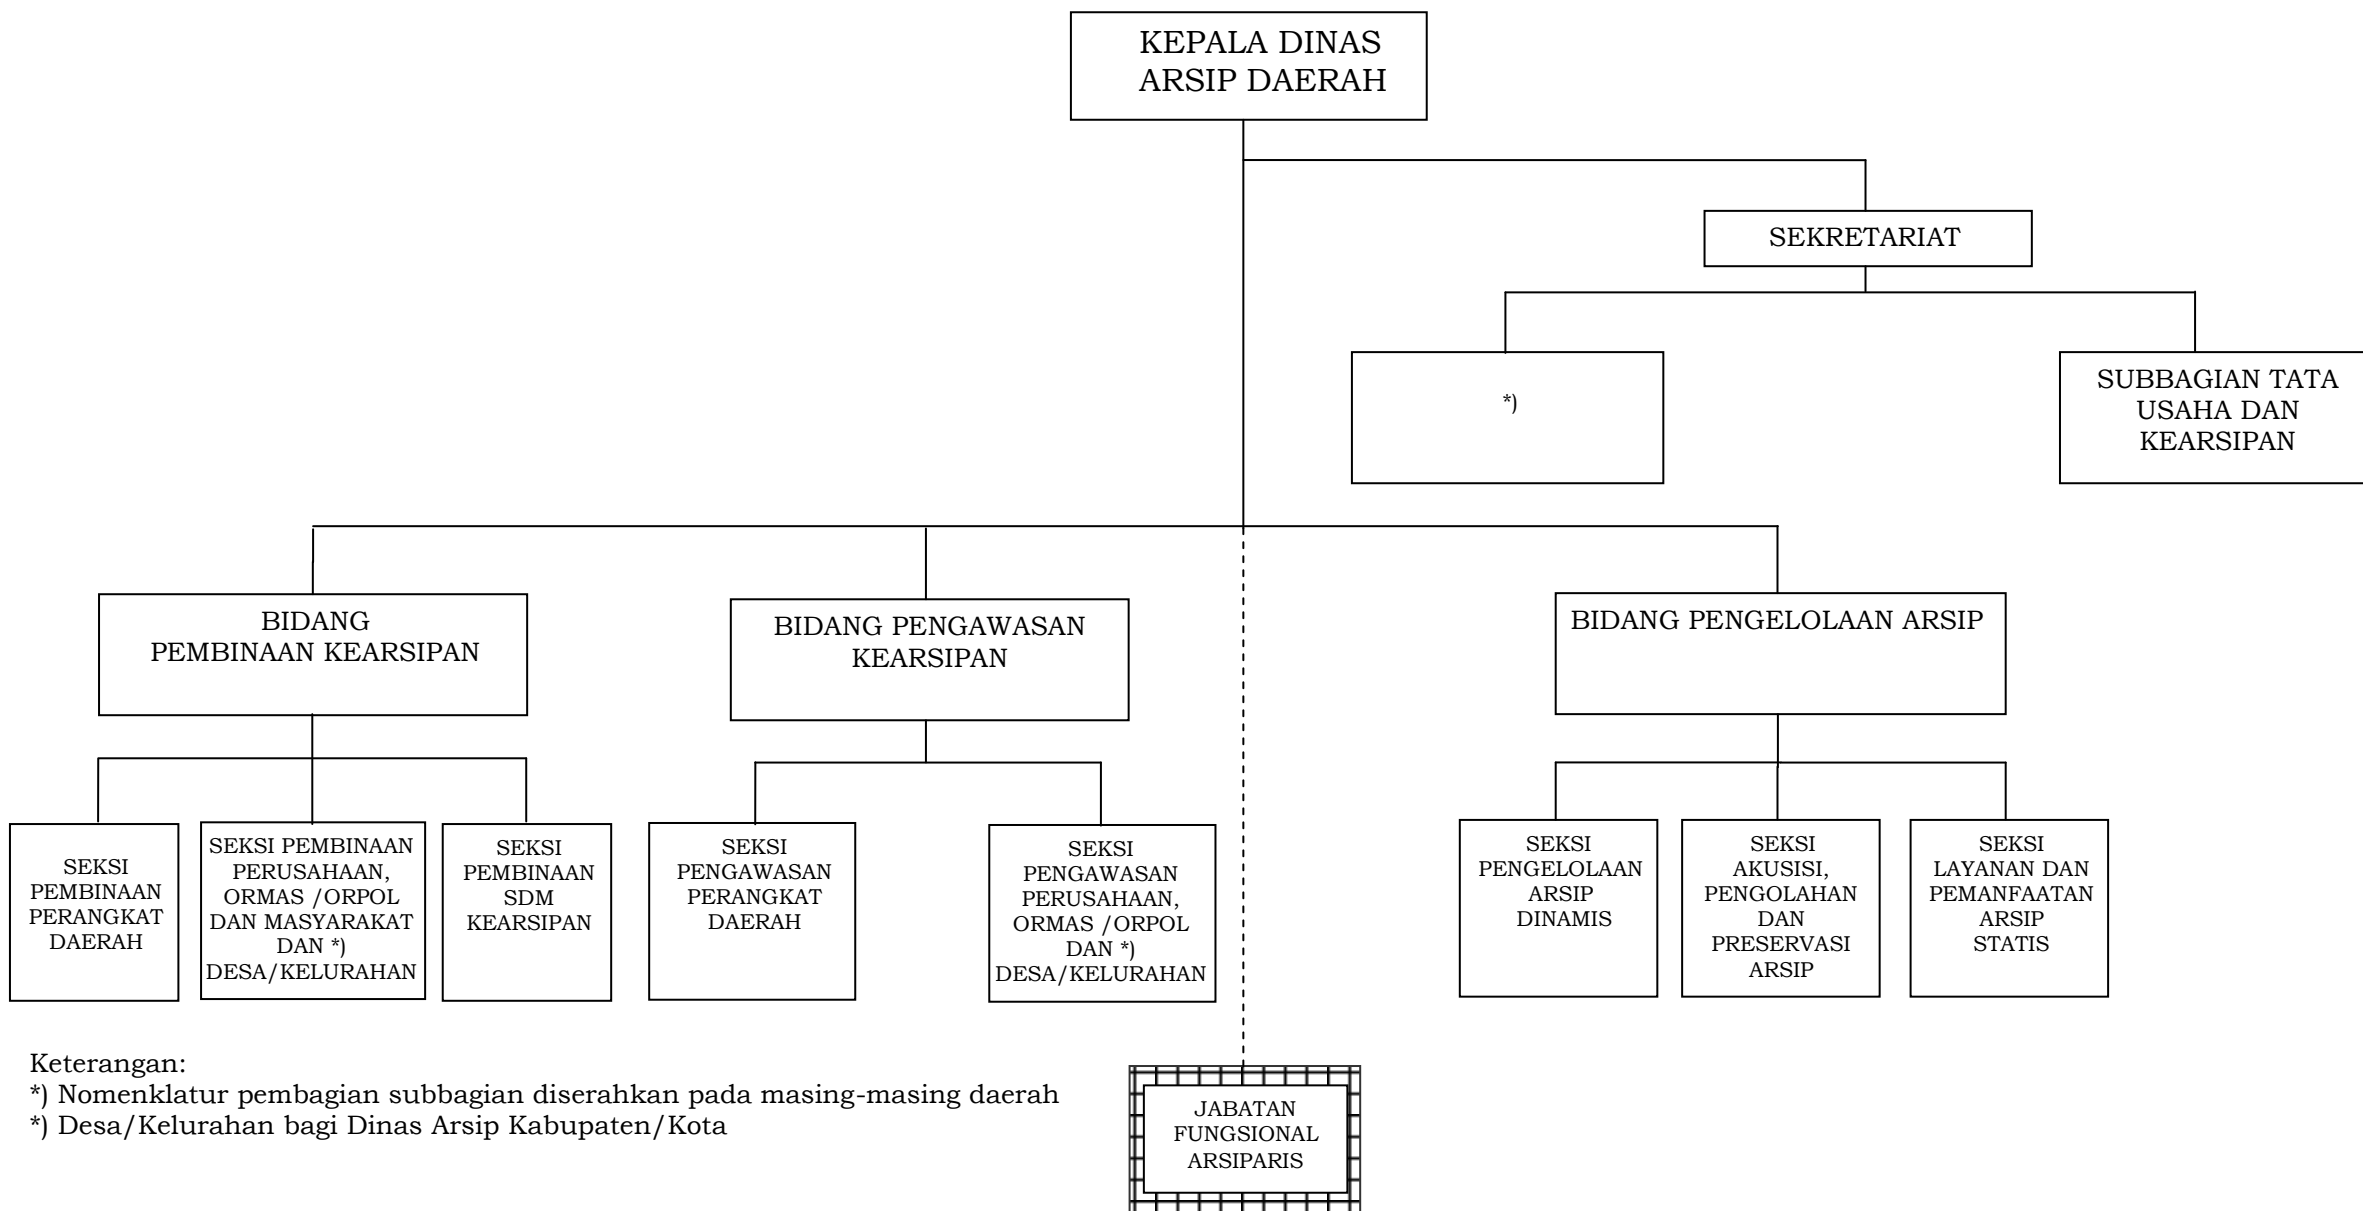 KEPALA DINAS
ARSIP DAERAH
SEKRETARIAT
*)
SUBBAGIAN TATA
USAHA DAN
KEARSIPAN
BIDANG
PEMBINAAN KEARSIPAN
BIDANG PENGAWASAN
KEARSIPAN
BIDANG PENGELOLAAN ARSIP
SEKSI
PEMBINAAN
PERANGKAT
DAERAH
SEKSI PEMBINAAN
PERUSAHAAN,
ORMAS /ORPOL
DAN MASYARAKAT
DAN *)
DESA/KELURAHAN
SEKSI
PEMBINAAN
SDM
KEARSIPAN
SEKSI
PENGAWASAN
PERANGKAT
DAERAH
SEKSI
PENGAWASAN
PERUSAHAAN,
ORMAS /ORPOL
DAN *)
DESA/KELURAHAN
SEKSI
PENGELOLAAN
ARSIP
DINAMIS
SEKSI
AKUSISI,
PENGOLAHAN
DAN
PRESERVASI
ARSIP
SEKSI
LAYANAN DAN
PEMANFAATAN
ARSIP
STATIS
Keterangan:
*) Nomenklatur pembagian subbagian diserahkan pada masing-masing daerah
*) Desa/Kelurahan bagi Dinas Arsip Kabupaten/Kota
JABATAN
FUNGSIONAL
ARSIPARIS